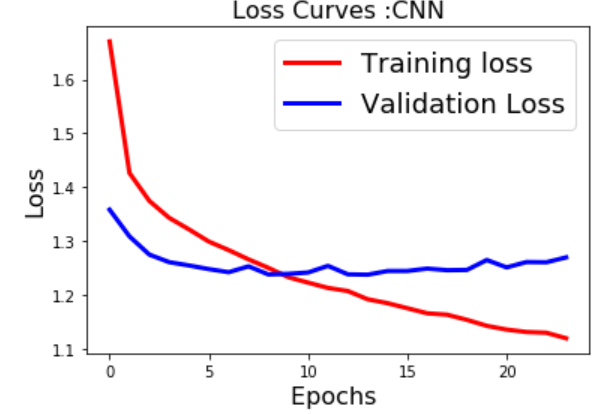 Loss Curves :CNN
Training loss
Validation Loss
1.6
1.5
1.4
1.3
1.2
1.1
Loss
0 5 10 15 20
Epochs